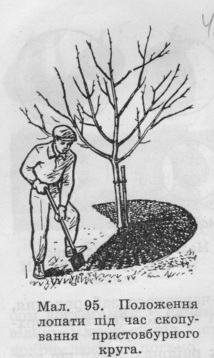 Мал. 95. Положення
лопати під час скопу-
вання пристовбурного
круга.